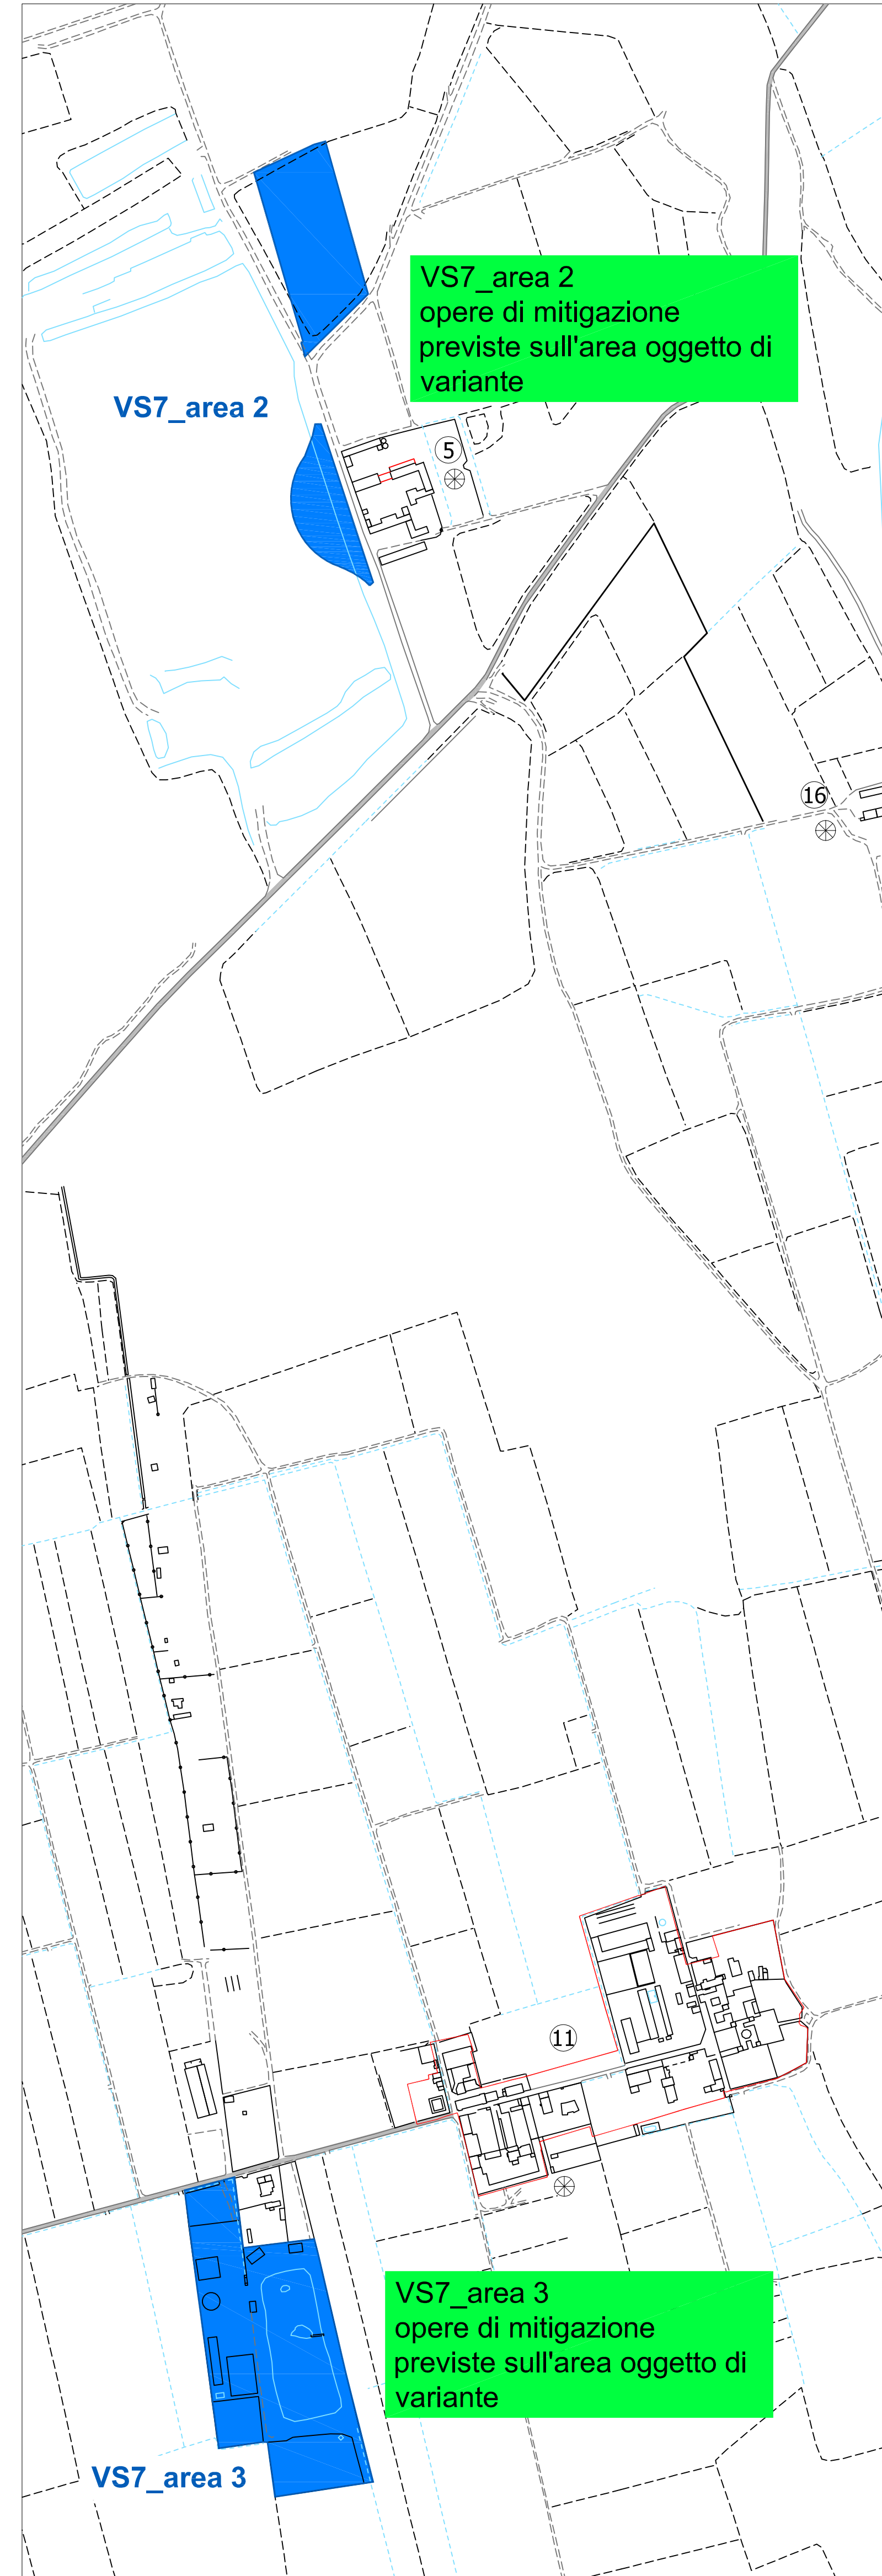 VS7_area 2
opere di mitigazione
previste sull'area oggetto di
variante
VS7_area 2
5
16
11
VS7_area 3
opere di mitigazione
previste sull'area oggetto di
variante
VS7_area 3